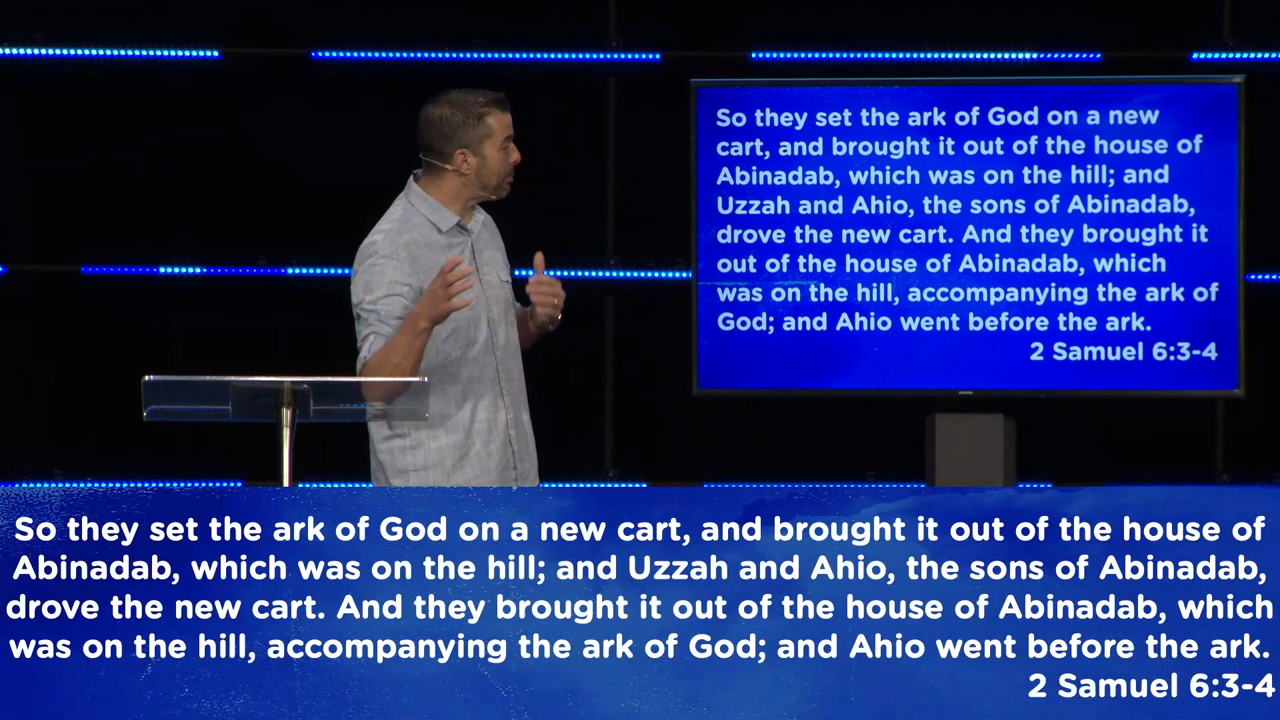 So they set the ark of God on a new
cart, and brought it out of the house of
Abinadab, which was on the hill; and
Uzzah and Ahio, the sons of Abinadab,
drove the new cart. And they brought it
out of the house of Abinadab, which
was on the hill, accompanying the ark of
God; and Ahio went before the ark.
2 Samuel 6:3-4
So they set the ark of God on a new cart, and brought it out of the house of
Abinadab, which was on the hill; and Uzzah and Ahio, the sons of Abinadab,
drove the new cart. And they brought it out of the house of Abinadab, which
was on the hill, accompanying the ark of God; and Ahio went before the ark.
2 Samuel 6:3-4